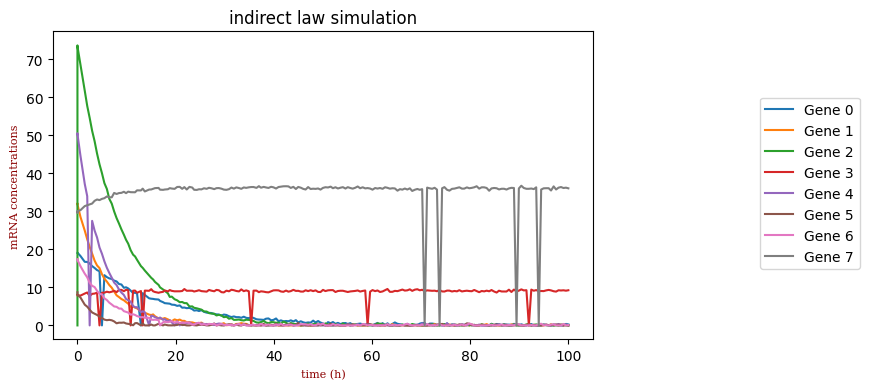 indirect law simulation
mRNA concentrations
70
60
50
40
30
20
10
0
0
20
40
60
80
100
time (h)
Gene 0
Gene 1
Gene 2
Gene 3
Gene 4
Gene 5
Gene 6
Gene 7